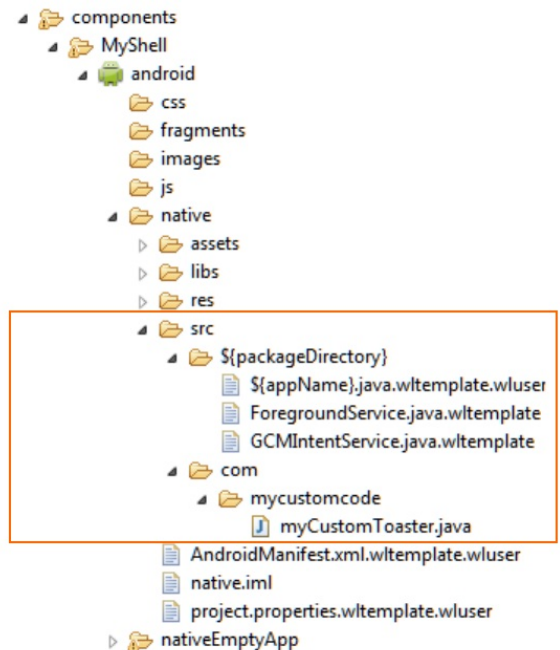 components
MyShell
android
css
fragments
images
js
native
assets
libs
res
src
${packageDirectory}
${appName}.java.wltemplate.wluser
ForegroundService.java.wltemplate
GCMIntentService.java.wltemplate
com
mycustomcode
myCustomToaster.java
AndroidManifest.xml.wltemplate.wluser
native.iml
project.properties.wltemplate.wluser
nativeEmptyApp